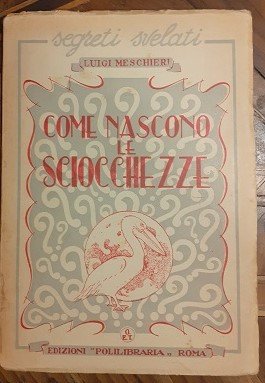 segreti svelati
LUIGI MESCHIERI
COME NASCONO
LE
SCIOCCHEZZE
EDIZIONI "POLILIBRARIA" ROMA